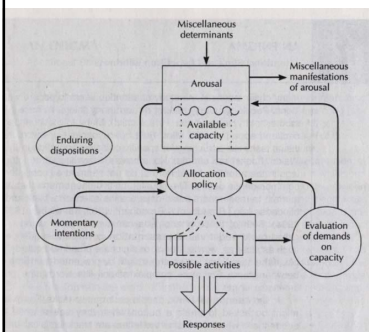 Miscellaneous
determinants
Arousal
Miscellaneous
manifestations
of arousal
Available
capacity
Enduring
dispositions
Allocation
policy
Momentary
intentions
Evaluation
of demands
on
capacity
Possible activities
Responses